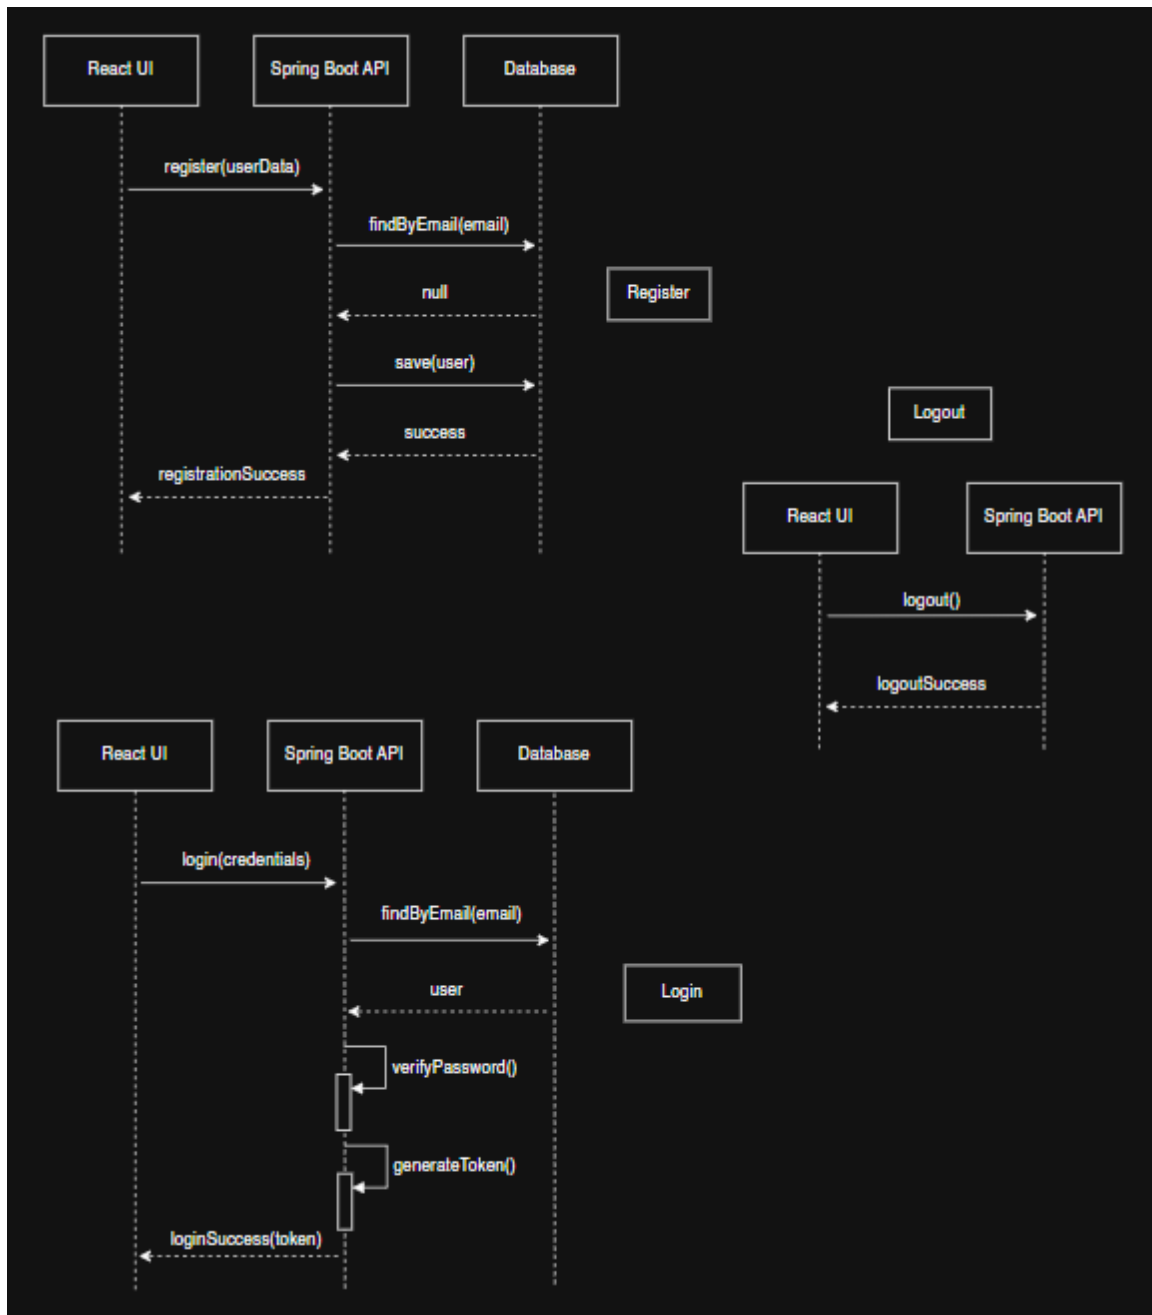 React UI
Spring Boot API
Database
register(userData)
findByEmail(email)
null
save(user)
success
registrationSuccess
Register
Logout
React UI
Spring Boot API
logout()
logoutSuccess
React UI
Spring Boot API
Database
login(credentials)
findByEmail(email)
user
verifyPassword()
generateToken()
loginSuccess(token)
Login